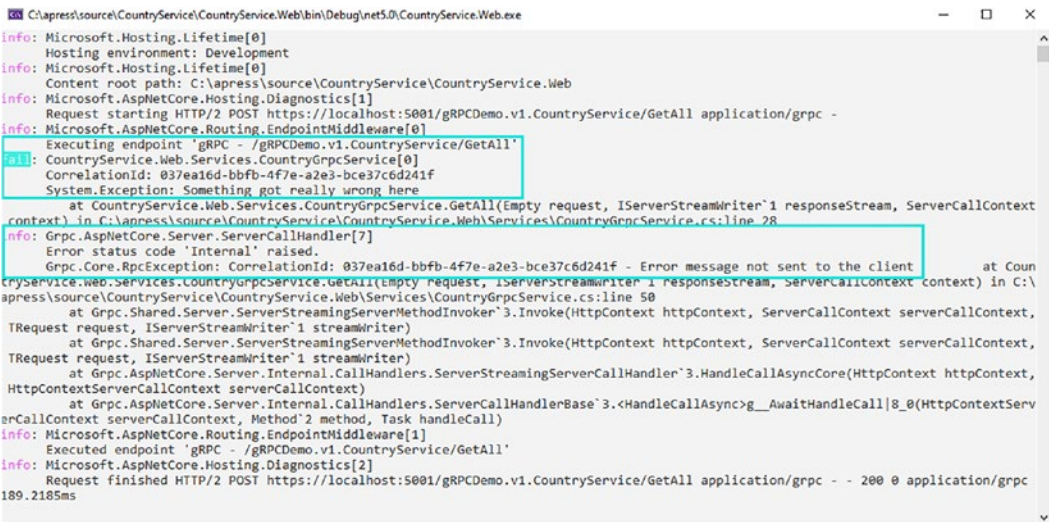 C:\apress\source\CountryService\CountryService.Web\bin\Debug\net5.0\CountryService.Web.exe
info: Microsoft.Hosting.Lifetime[0]
Hosting environment: Development
info: Microsoft.Hosting.Lifetime[0]
Content root path: C:\apress\source\CountryService\CountryService.Web
info: Microsoft.AspNetCore.Hosting.Diagnostics[1]
Request starting HTTP/2 POST https://localhost:5001/gRPCDemo.v1.CountryService/GetAll application/grpc -
info: Microsoft.AspNetCore.Routing.EndpointMiddleware[0]
Executing endpoint 'gRPC - /gRPCDemo.v1.CountryService/GetAll'
fail: CountryService.Web.Services.CountryGrpcService[0]
CorrelationId: 037ea16d-bbfb-4f7e-a2e3-bce37c6d241f
System.Exception: Something got really wrong here
at CountryService.Web.Services.CountryGrpcService.GetAll(Empty request, IServerStreamWriter`1 responseStream, ServerCallContext
context) in C:\apress\source\CountryService\CountryService.Web\Services\CountryGrpcService.cs:line 28
info: Grpc.AspNetCore.Server.ServerCallHandler[7]
Error status code 'Internal' raised.
Grpc.Core.RpcException: CorrelationId: 037ea16d-bbfb-4f7e-a2e3-bce37c6d241f - Error message not sent to the client at Coun
tryService.Web.Services.CountryGrpcService.GetAll(Empty request, IServerStreamWriter`1 responseStream, ServerCallContext context) in C:\
apress\source\CountryService\CountryService.Web\Services\CountryGrpcService.cs:line 50
at Grpc.Shared.Server.ServerStreamingServerMethodInvoker`3.Invoke(HttpContext httpContext, ServerCallContext serverCallContext,
TRequest request, IServerStreamWriter`1 streamWriter)
at Grpc.Shared.Server.ServerStreamingServerMethodInvoker`3.Invoke(HttpContext httpContext, ServerCallContext serverCallContext,
TRequest request, IServerStreamWriter`1 streamWriter)
at Grpc.AspNetCore.Server.Internal.CallHandlers.ServerStreamingServerCallHandler`3.HandleCallAsyncCore(HttpContext httpContext,
HttpContextServerCallContext serverCallContext)
at Grpc.AspNetCore.Server.Internal.CallHandlers.ServerCallHandlerBase`3.<HandleCallAsync>g__AwaitHandleCall|8_0(HttpContextServ
erCallContext serverCallContext, Method`2 method, Task handleCall)
info: Microsoft.AspNetCore.Routing.EndpointMiddleware[1]
Executed endpoint 'gRPC - /gRPCDemo.v1.CountryService/GetAll'
info: Microsoft.AspNetCore.Hosting.Diagnostics[2]
Request finished HTTP/2 POST https://localhost:5001/gRPCDemo.v1.CountryService/GetAll application/grpc - - 200 0 application/grpc
189.2185ms